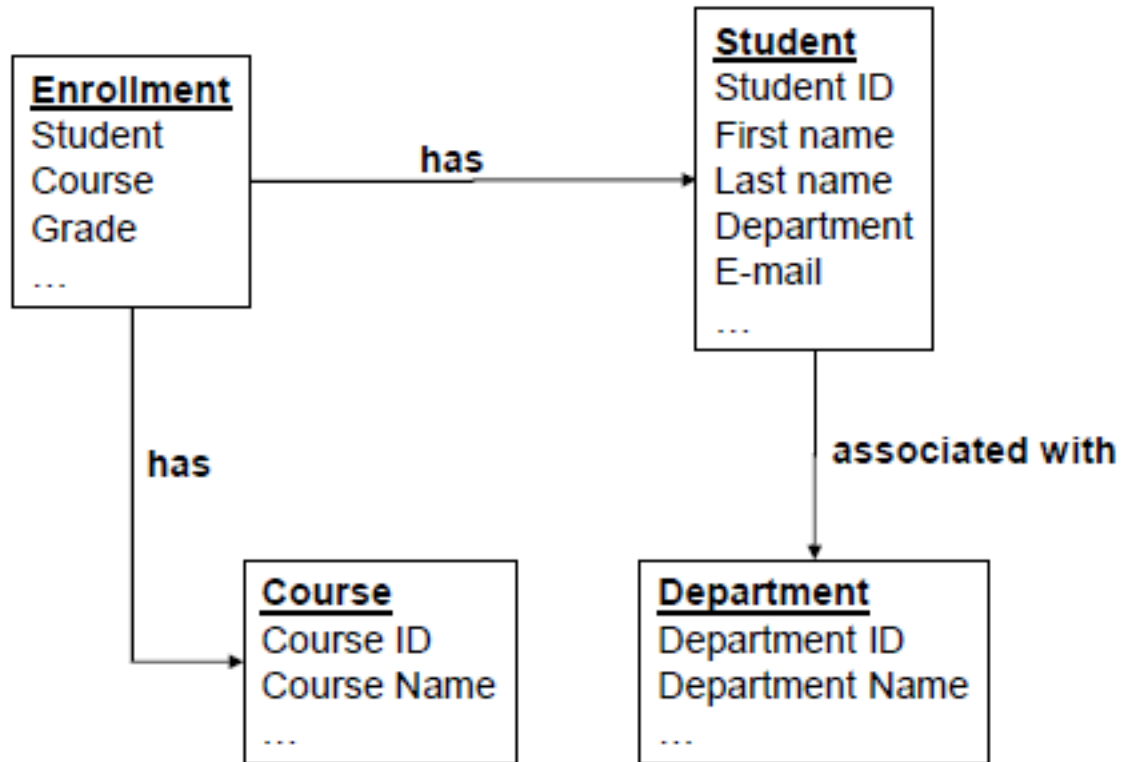 Enrollment
Student
Course
Grade
...
has
Student
Student ID
First name
Last name
Department
E-mail
...
has
associated with
Course
Course ID
Course Name
...
Department
Department ID
Department Name
...